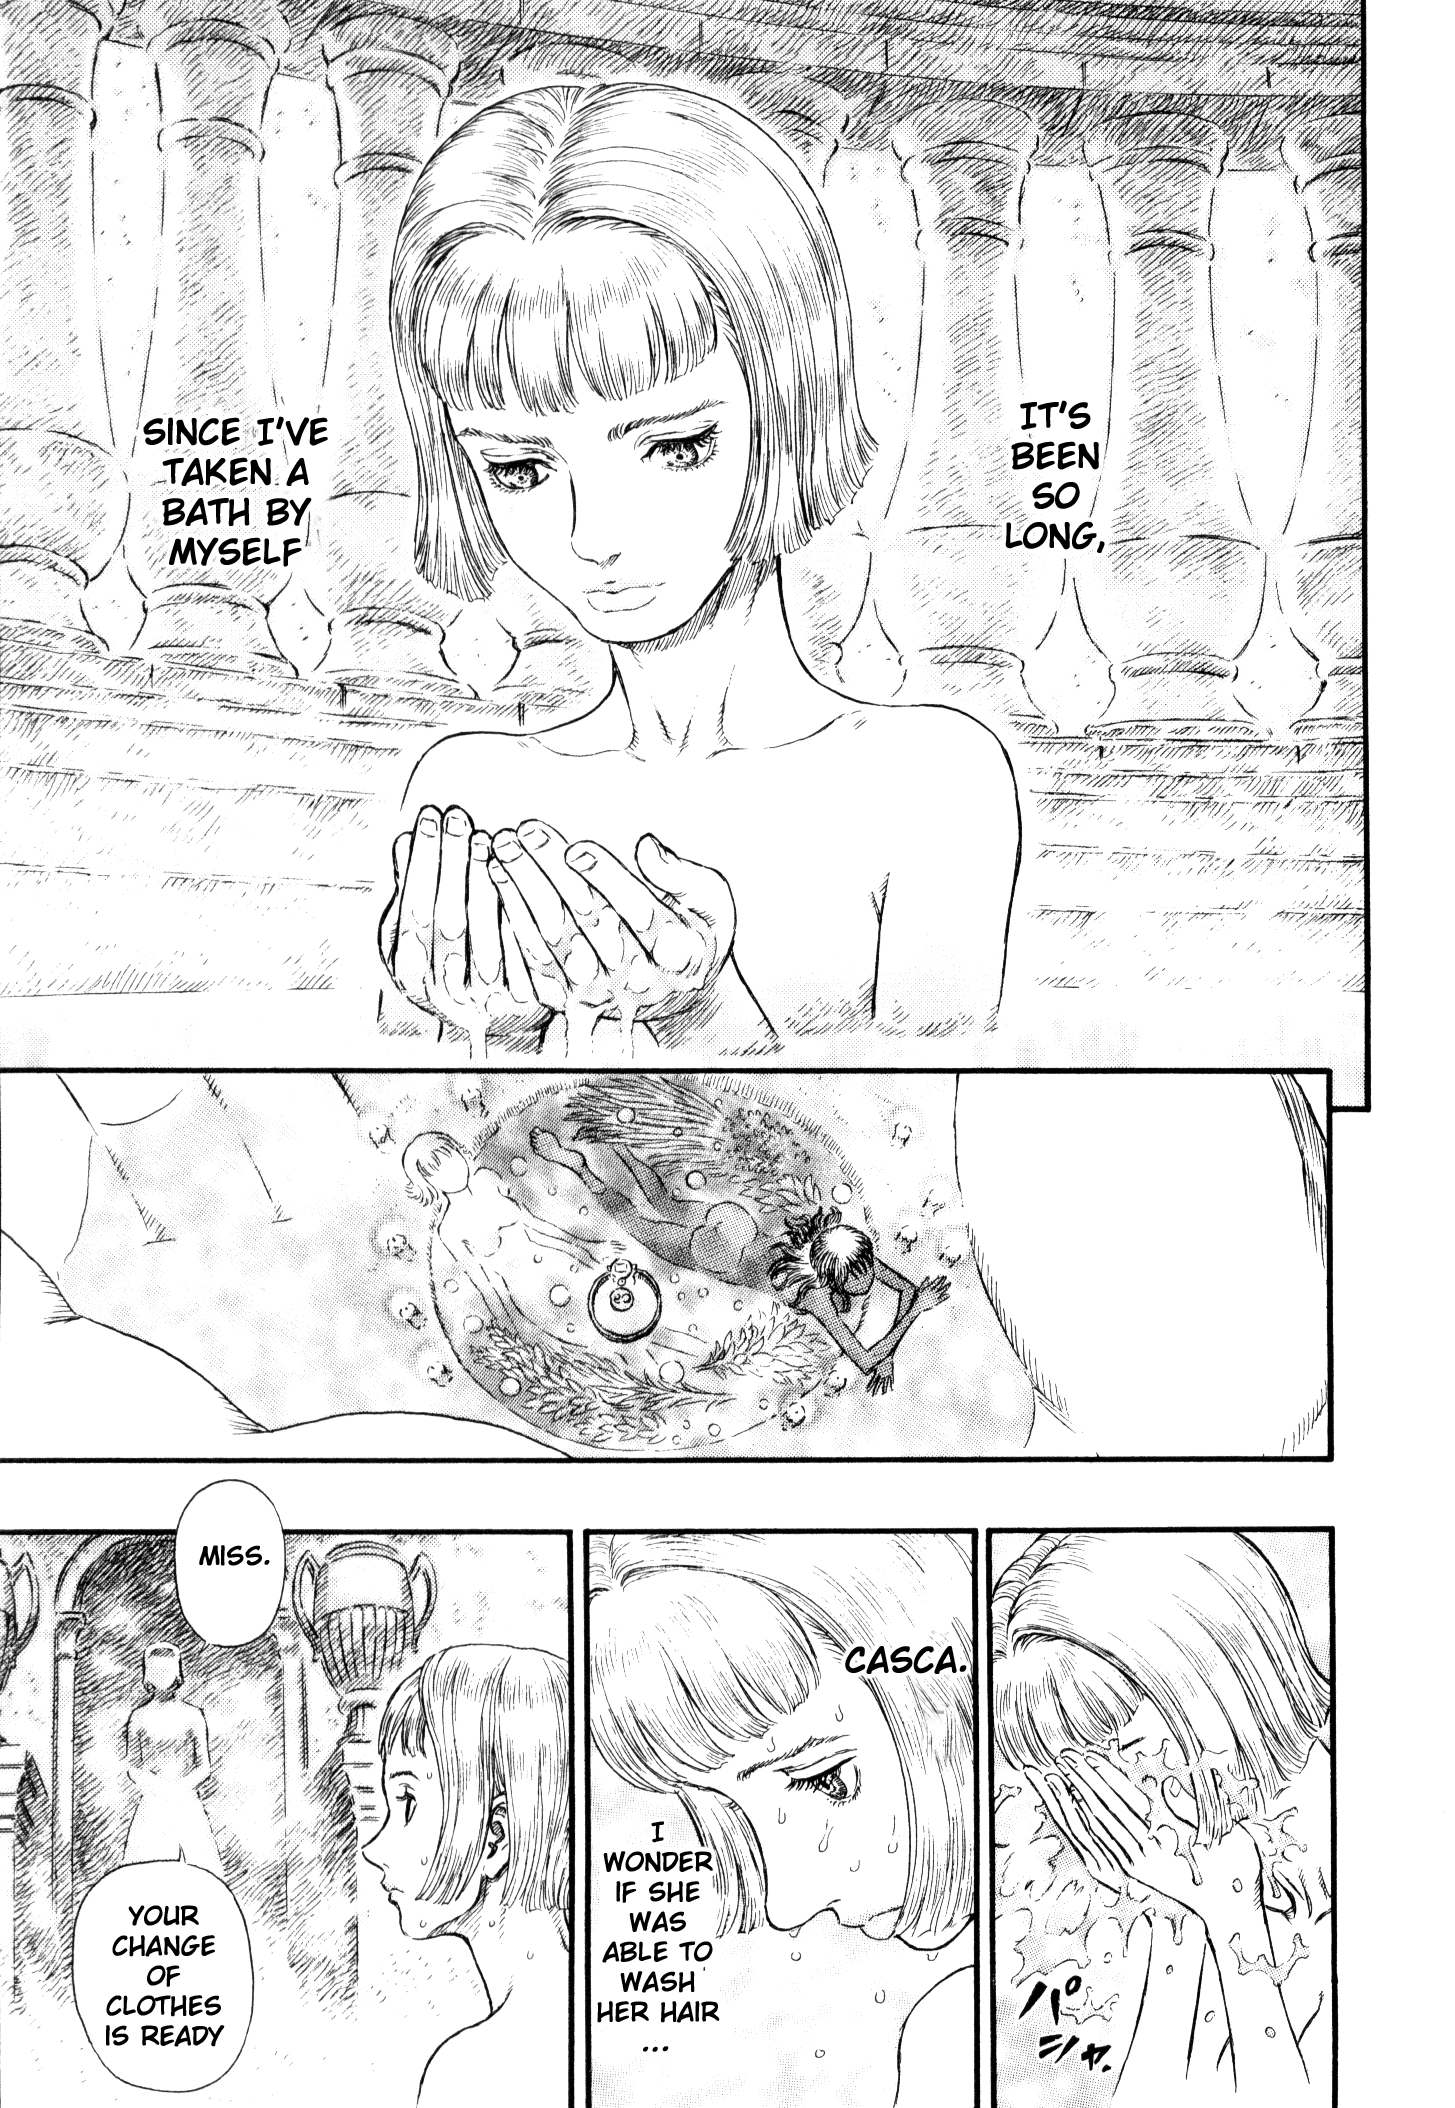 IT'S
BEEN
SO
LONG,
SINCE I'VE
TAKEN A
BATH BY
MYSELF
パ
シャ
CASCA.
I
WONDER
IF SHE
WAS
ABLE TO
WASH
HER HAIR
...
MISS.
YOUR
CHANGE
OF
CLOTHES
IS READY